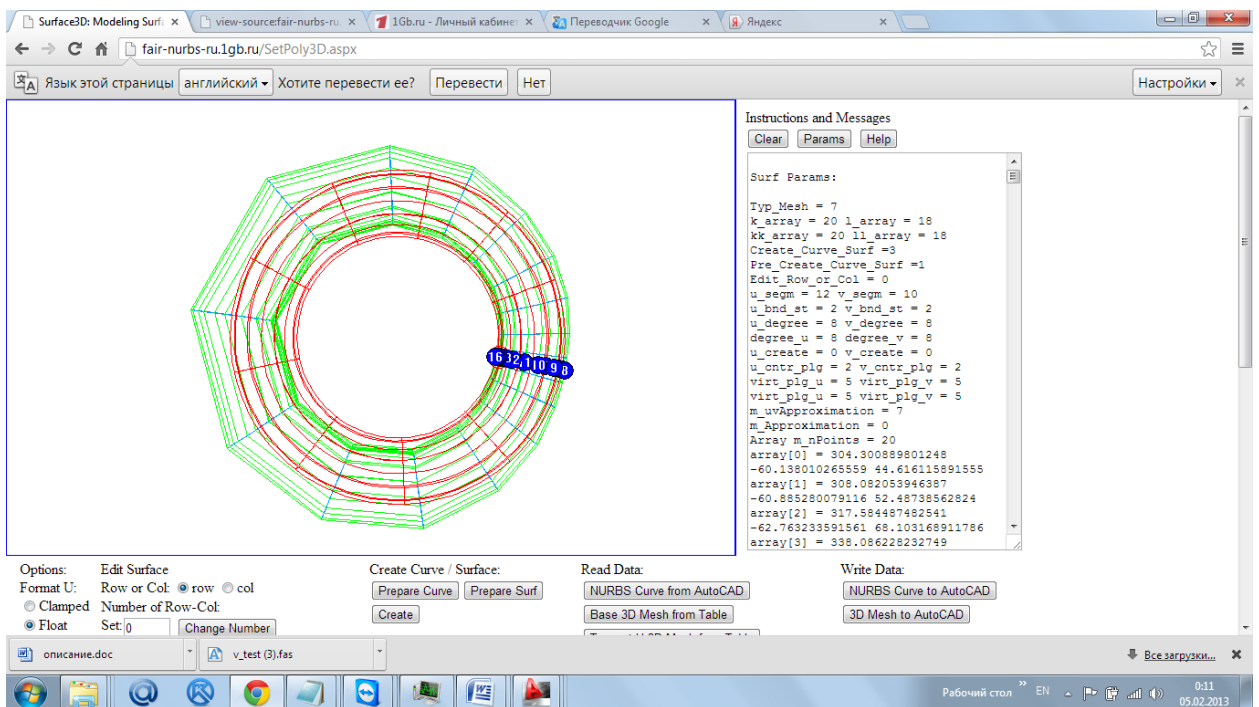 Surface3D: Modeling Surfa
view-source:fair-nurbs-ru.
1Gb.ru - Личный кабинет
Переводчик Google
Яндекс
fair-nurbs-ru.1gb.ru/SetPoly3D.aspx
Язык этой страницы английский Хотите перевести ее? Перевести Нет Настройки
Instructions and Messages
Clear Params Help
Surf Params:
Typ_Mesh = 7
k_array = 20 l_array = 18
kk_array = 20 ll_array = 18
Create_Curve_Surf =3
Pre_Create_Curve_Surf =1
Edit_Row_or_Col = 0
u_segm = 12 v_segm = 10
u_bnd_st = 2 v_bnd_st = 2
u_degree = 8 v_degree = 8
degree_u = 8 degree_v = 8
u_create = 0 v_create = 0
u_cntr_plg = 2 v_cntr_plg = 2
virt_plg_u = 5 virt_plg_v = 5
virt_plg_u = 5 virt_plg_v = 5
m_uvApproximation = 7
m_Approximation = 0
Array m_nPoints = 20
array[0] = 304.300889801248
-60.138010265559 44.616115891555
array[1] = 308.082053946387
-60.885280079116 52.48738562824
array[2] = 317.584487482541
-62.763233591561 68.103168911786
array[3] = 338.086228232749
16 32 1 10 9 8
Options: Edit Surface Create Curve / Surface: Read Data: Write Data:
Format U: Row or Col: row col Prepare Curve Prepare Surf NURBS Curve from AutoCAD NURBS Curve to AutoCAD
Clamped Number of Row-Col: Create Base 3D Mesh from Table 3D Mesh to AutoCAD
Float Set: 0 Change Number
описание.doc v_test (3).fas Все загрузки...
Рабочий стол EN 0:11
05.02.2013